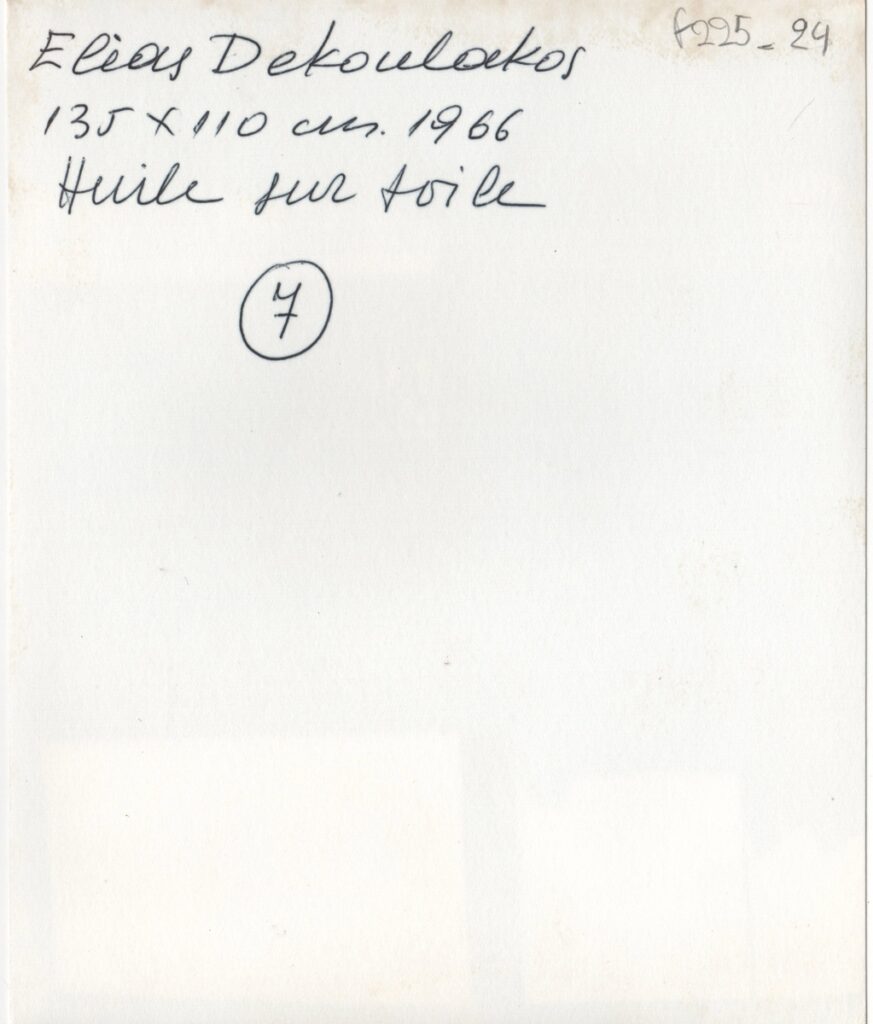 f225_24
Elias Dekoulakos
135 x 110 cm. 1966
Huile sur toile
7